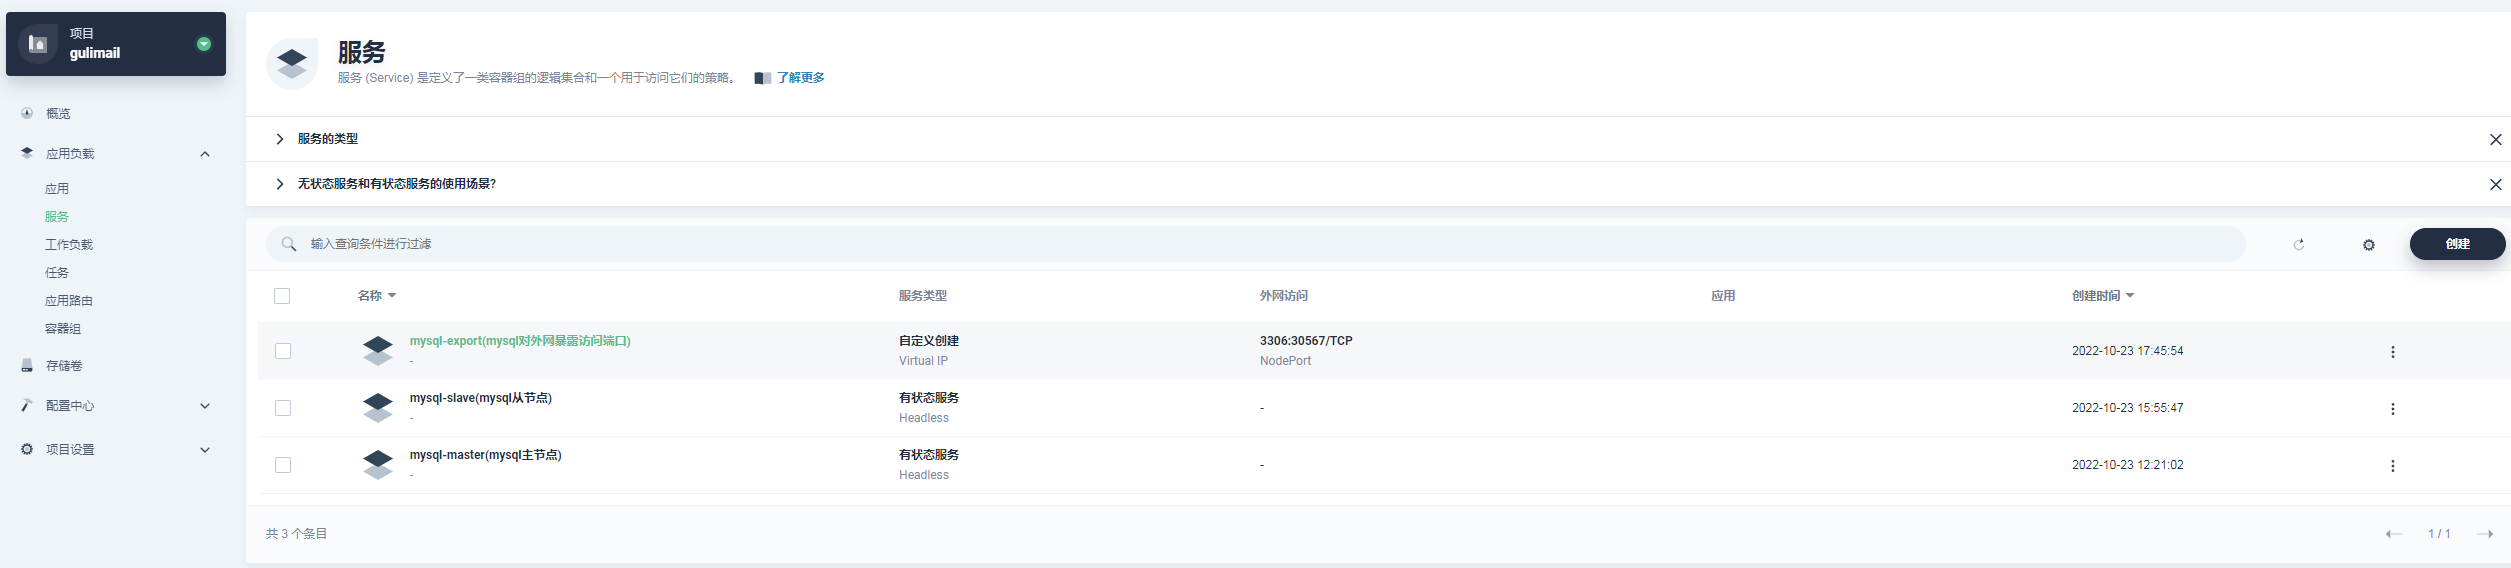 项目
gulimail
概览
应用负载
应用
服务
工作负载
任务
应用路由
容器组
存储卷
配置中心
项目设置
服务
服务 (Service) 是定义了一类容器组的逻辑集合和一个用于访问它们的策略。 了解更多
服务的类型
无状态服务和有状态服务的使用场景?
输入查询条件进行过滤
创建
名称 服务类型 外网访问 应用 创建时间
mysql-export(mysql对外网暴露访问端口) 自定义创建 3306:30567/TCP 2022-10-23 17:45:54
- Virtual IP NodePort
mysql-slave(mysql从节点) 有状态服务 - 2022-10-23 15:55:47
- Headless
mysql-master(mysql主节点) 有状态服务 - 2022-10-23 12:21:02
- Headless
共 3 个条目 1 / 1